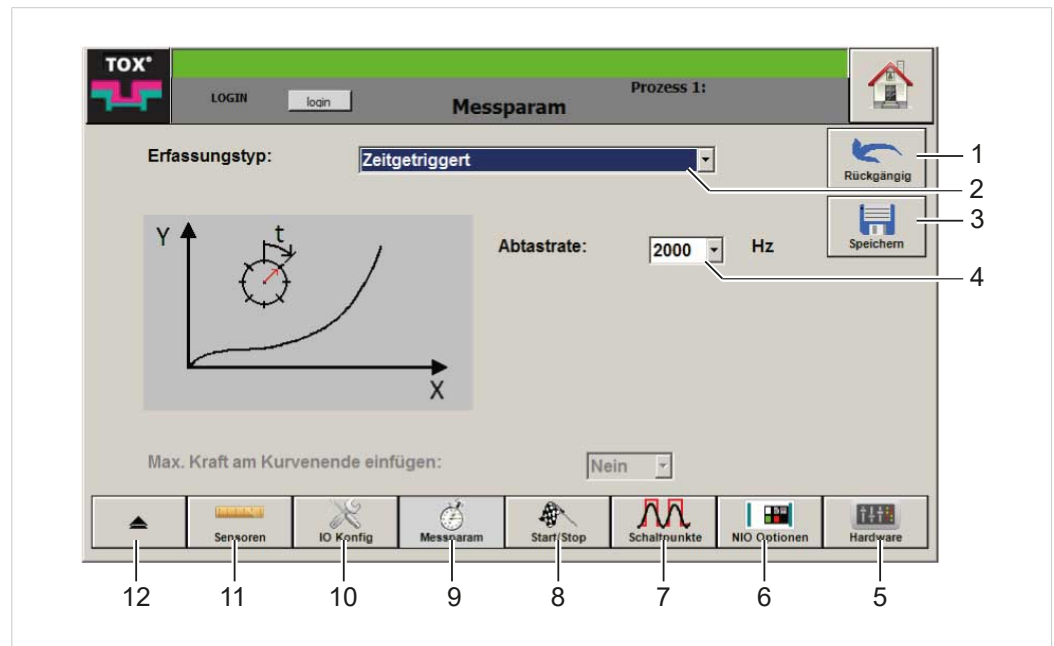 TOX®
LOGIN
login
Messparam
Prozess 1:
Erfassungstyp:
Zeitgetriggert
Rückgängig
1
2
Speichern
3
Y
t
X
Abtastrate:
2000
Hz
4
Max. Kraft am Kurvenende einfügen:
Nein
Sensoren
IO Konfig
Messparam
Start/Stop
Schaltpunkte
NIO Optionen
Hardware
12
11
10
9
8
7
6
5